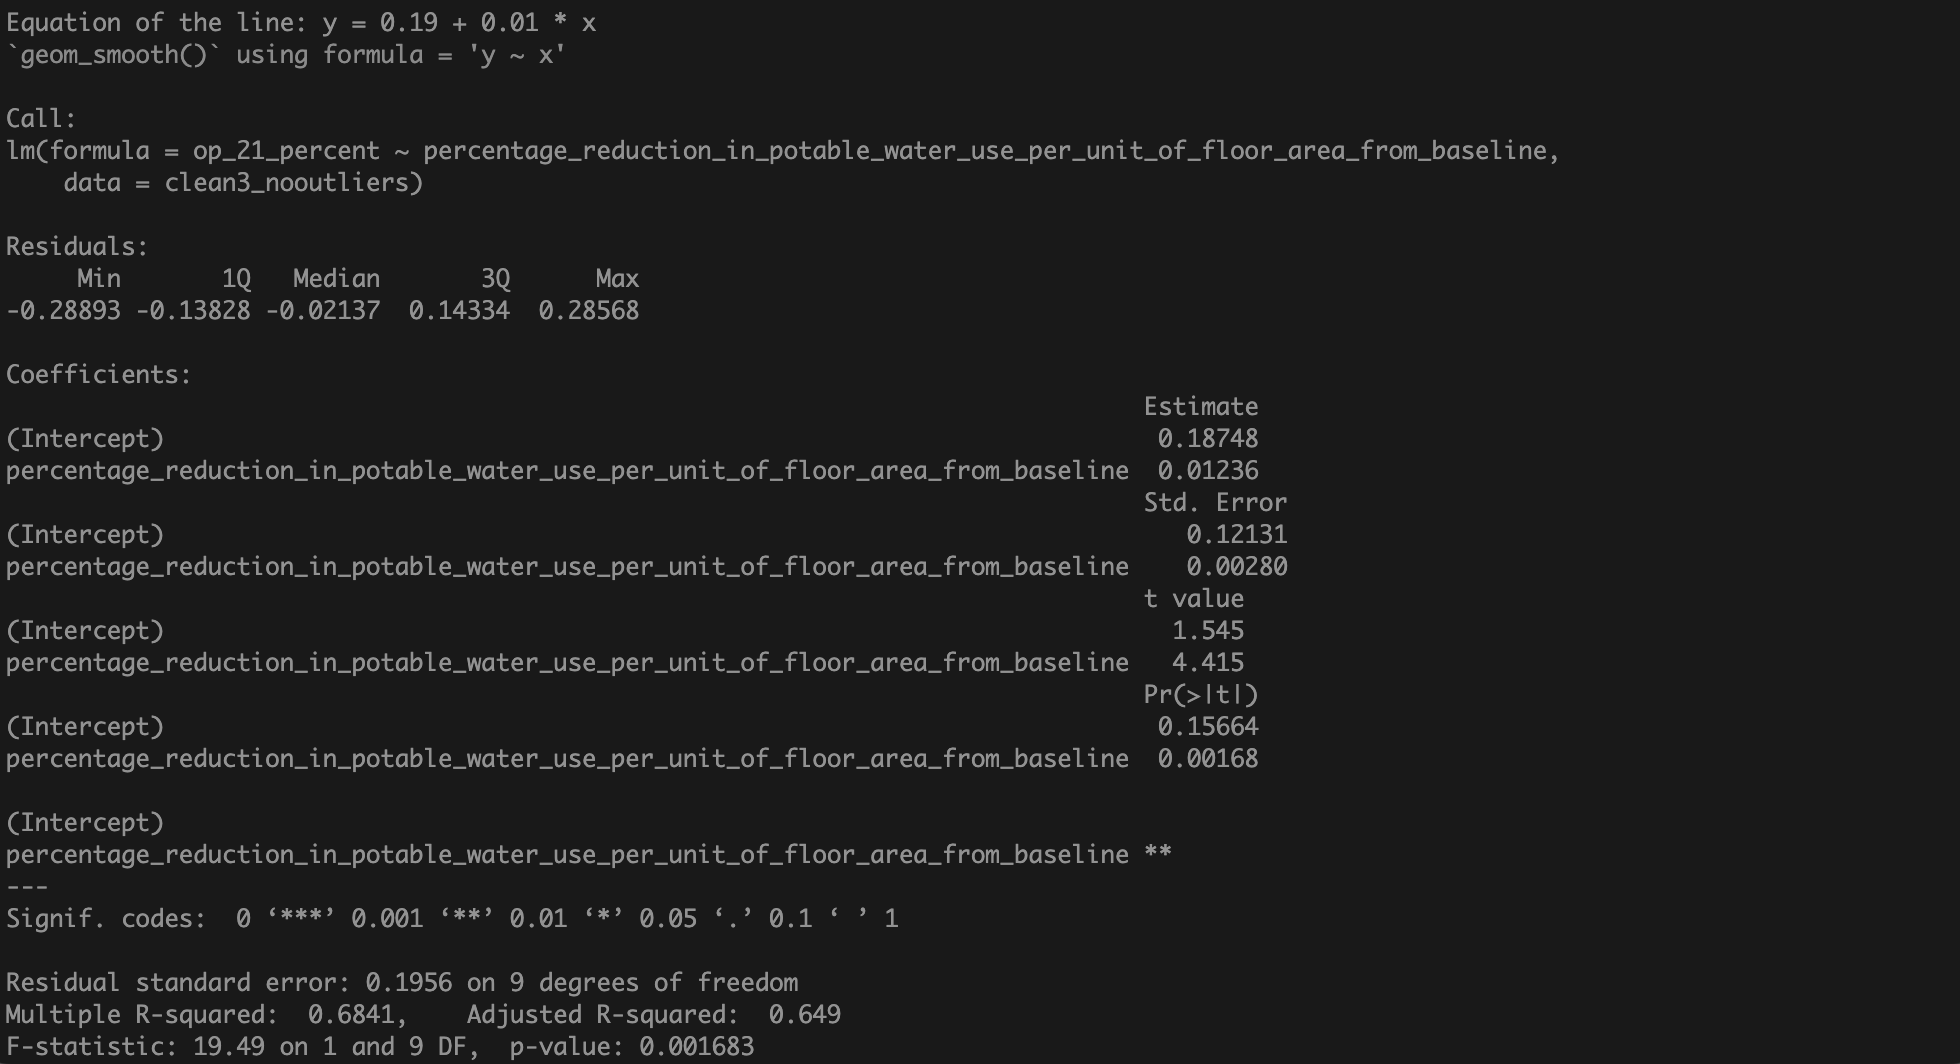 Equation of the line: y = 0.19 + 0.01 * x
`geom_smooth()` using formula = 'y ~ x'
Call:
lm(formula = op_21_percent ~ percentage_reduction_in_potable_water_use_per_unit_of_floor_area_from_baseline,
    data = clean3_nooutliers)
Residuals:
     Min       1Q   Median       3Q      Max
-0.28893 -0.13828 -0.02137  0.14334  0.28568
Coefficients:
                                                                               Estimate
(Intercept)                                                                     0.18748
percentage_reduction_in_potable_water_use_per_unit_of_floor_area_from_baseline  0.01236
                                                                               Std. Error
(Intercept)                                                                       0.12131
percentage_reduction_in_potable_water_use_per_unit_of_floor_area_from_baseline    0.00280
                                                                               t value
(Intercept)                                                                      1.545
percentage_reduction_in_potable_water_use_per_unit_of_floor_area_from_baseline   4.415
                                                                               Pr(>|t|)
(Intercept)                                                                     0.15664
percentage_reduction_in_potable_water_use_per_unit_of_floor_area_from_baseline  0.00168
(Intercept)
percentage_reduction_in_potable_water_use_per_unit_of_floor_area_from_baseline **
---
Signif. codes:  0 ‘***’ 0.001 ‘**’ 0.01 ‘*’ 0.05 ‘.’ 0.1 ‘ ’ 1
Residual standard error: 0.1956 on 9 degrees of freedom
Multiple R-squared:  0.6841,    Adjusted R-squared:  0.649
F-statistic: 19.49 on 1 and 9 DF,  p-value: 0.001683